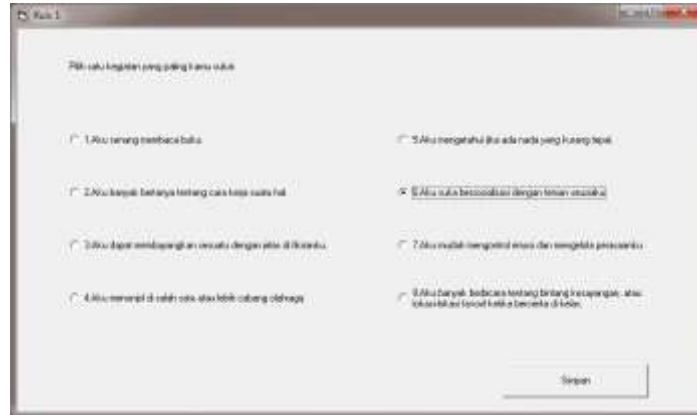 Kuis 1
Pilih satu kegiatan yang paling kamu sukai
1.Aku senang membaca buku.
2.Aku banyak bertanya tentang cara kerja suatu hal.
3.Aku dapat membayangkan sesuatu dengan jelas di fikiranku.
4.Aku menonjol di salah satu atau lebih cabang olahraga.
5.Aku mengetahui jika ada nada yang kurang tepat.
6.Aku suka bersosialisasi dengan teman seusiaku.
7.Aku mudah mengontrol emosi dan mengelola perasaanku.
8.Aku banyak berbicara tentang binatang kesayangan, atau
lokasi-lokasi favorit ketika bercerita di kelas.
Simpan